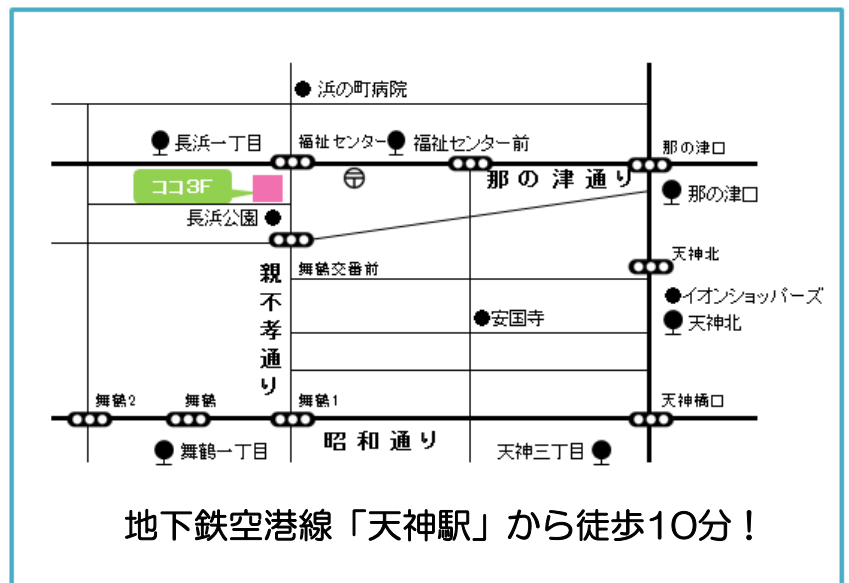 浜の町病院
長浜一丁目
福祉センター
福祉センター前
那の津口
ココ3F
〒
那の津通り
那の津口
長浜公園
親不孝通り
舞鶴交番前
天神北
イオンショッパーズ
安国寺
天神北
舞鶴2
舞鶴
舞鶴1
天神橋口
舞鶴一丁目
昭和通り
天神三丁目
地下鉄空港線「天神駅」から徒歩10分！